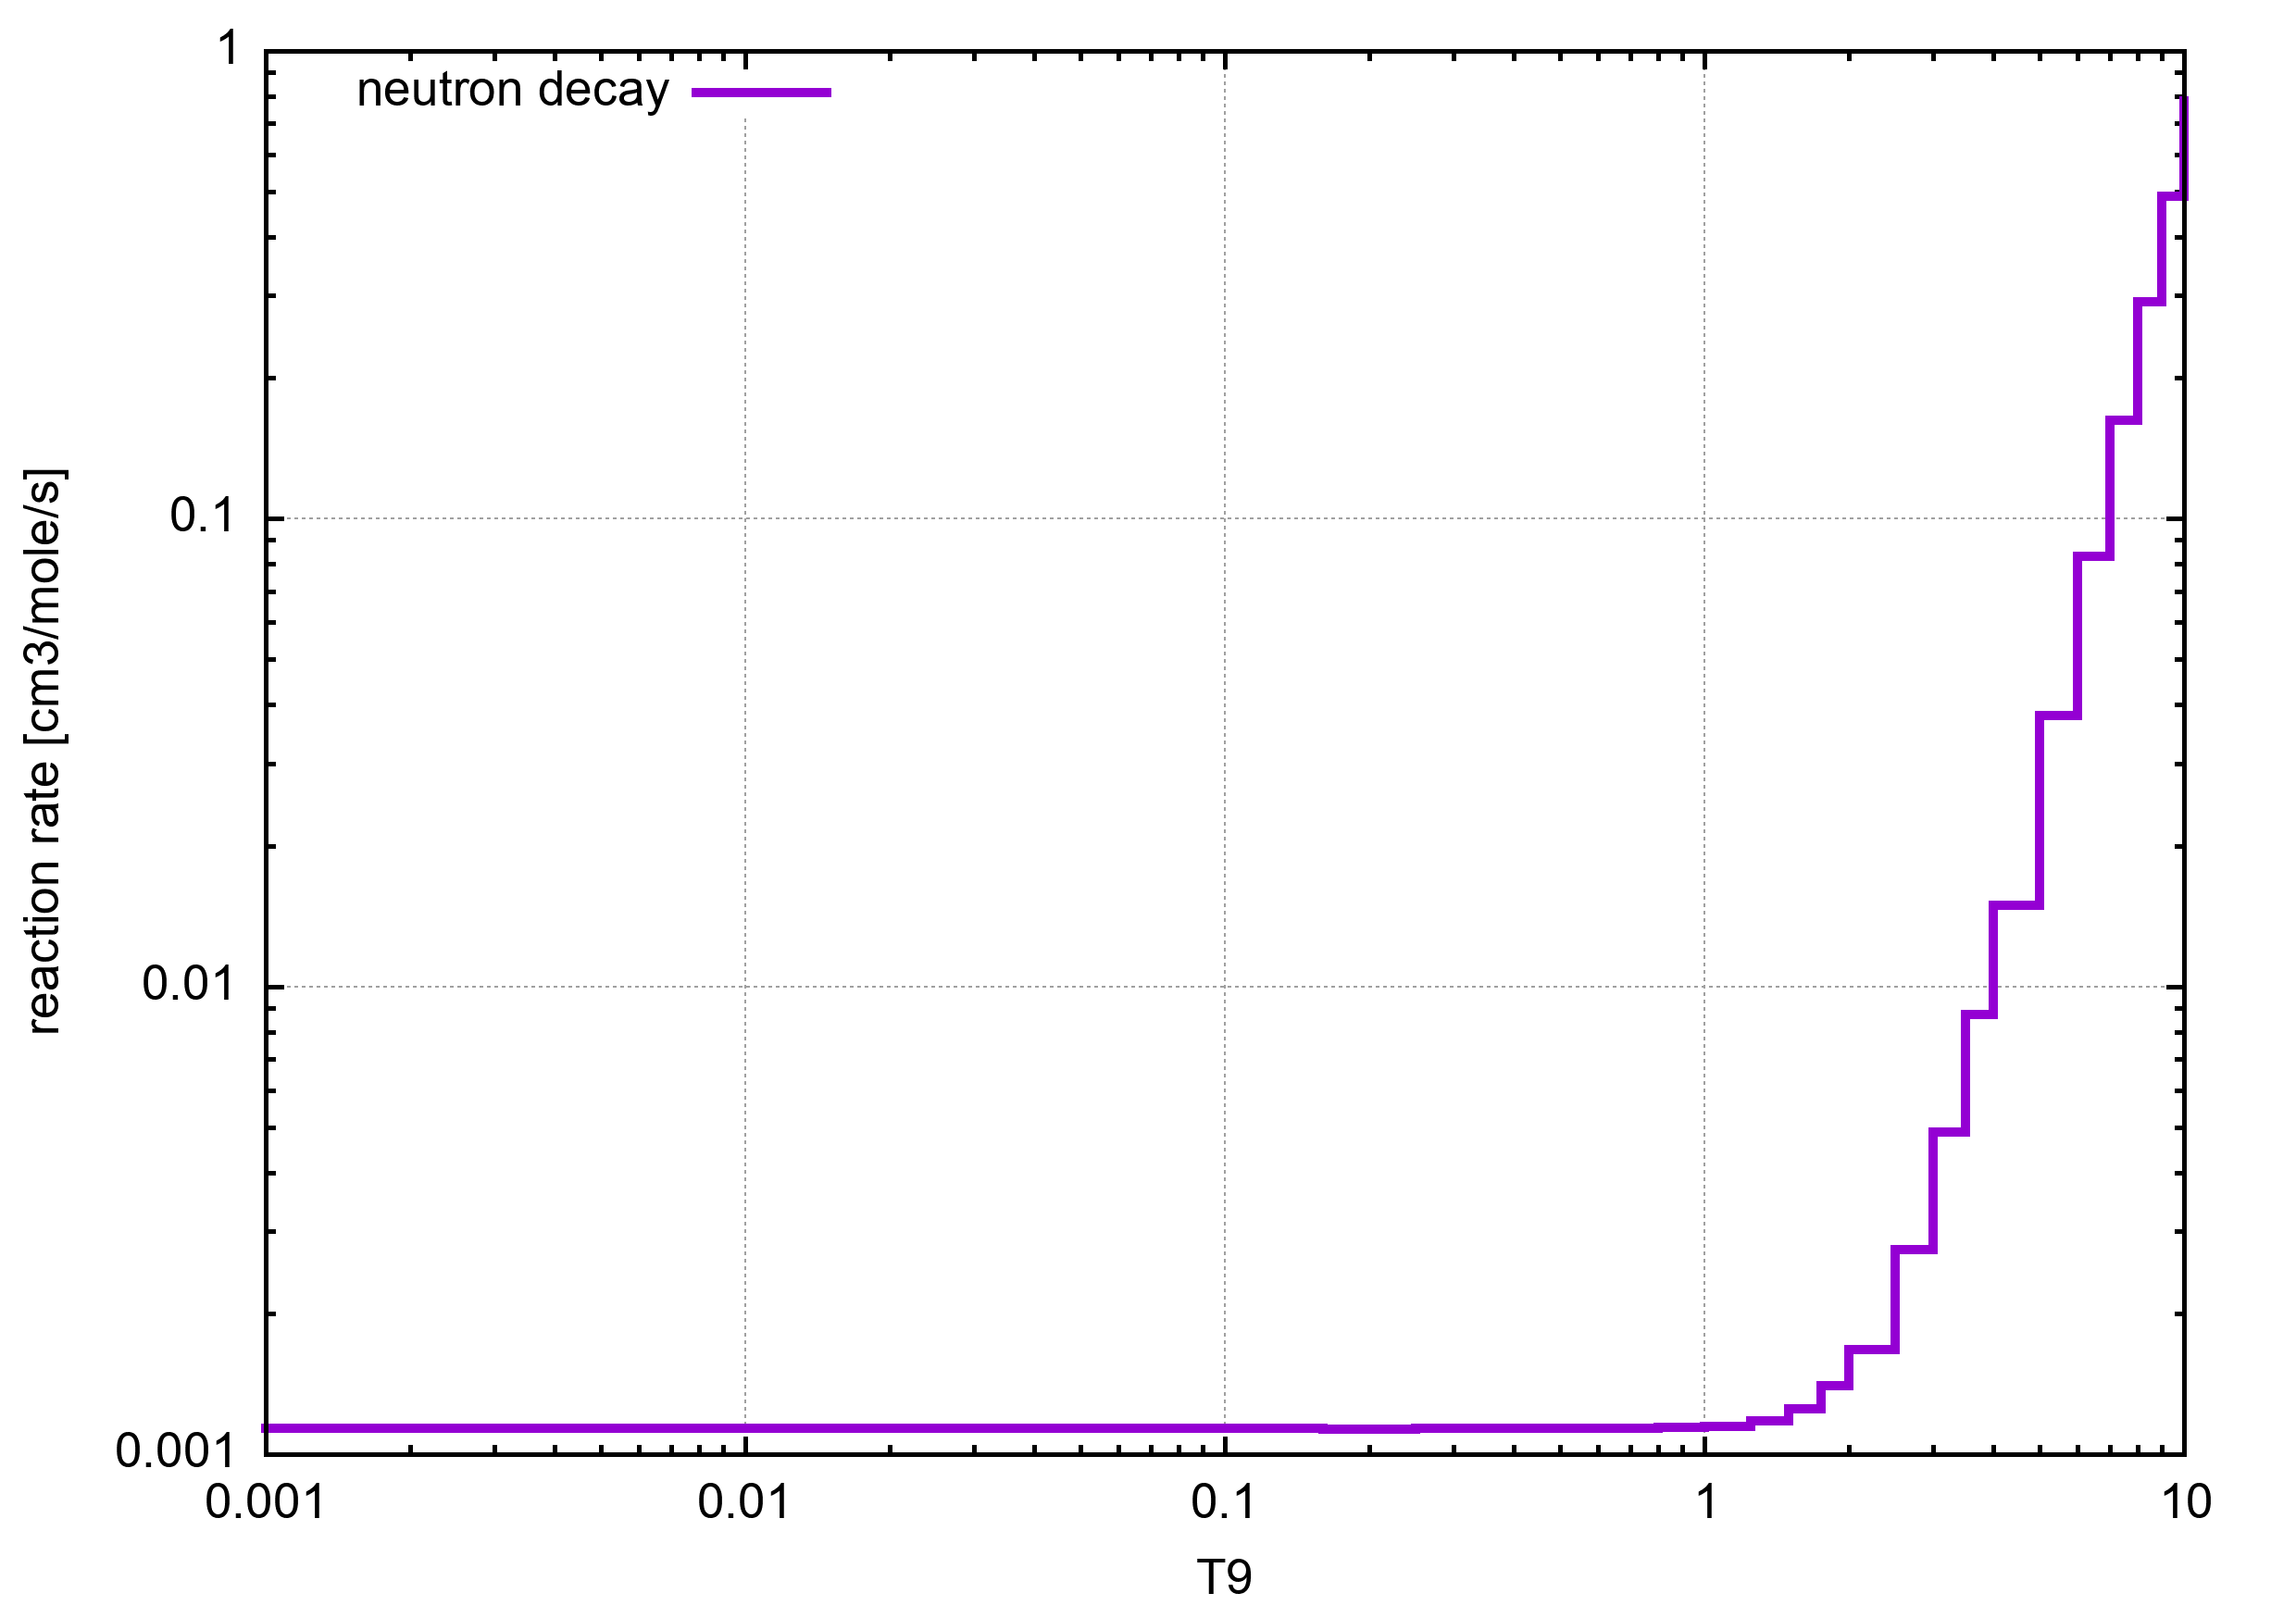 neutron decay
reaction rate [cm3/mole/s]
1
0.1
0.01
0.001
0.001 0.01 0.1 1 10
T9